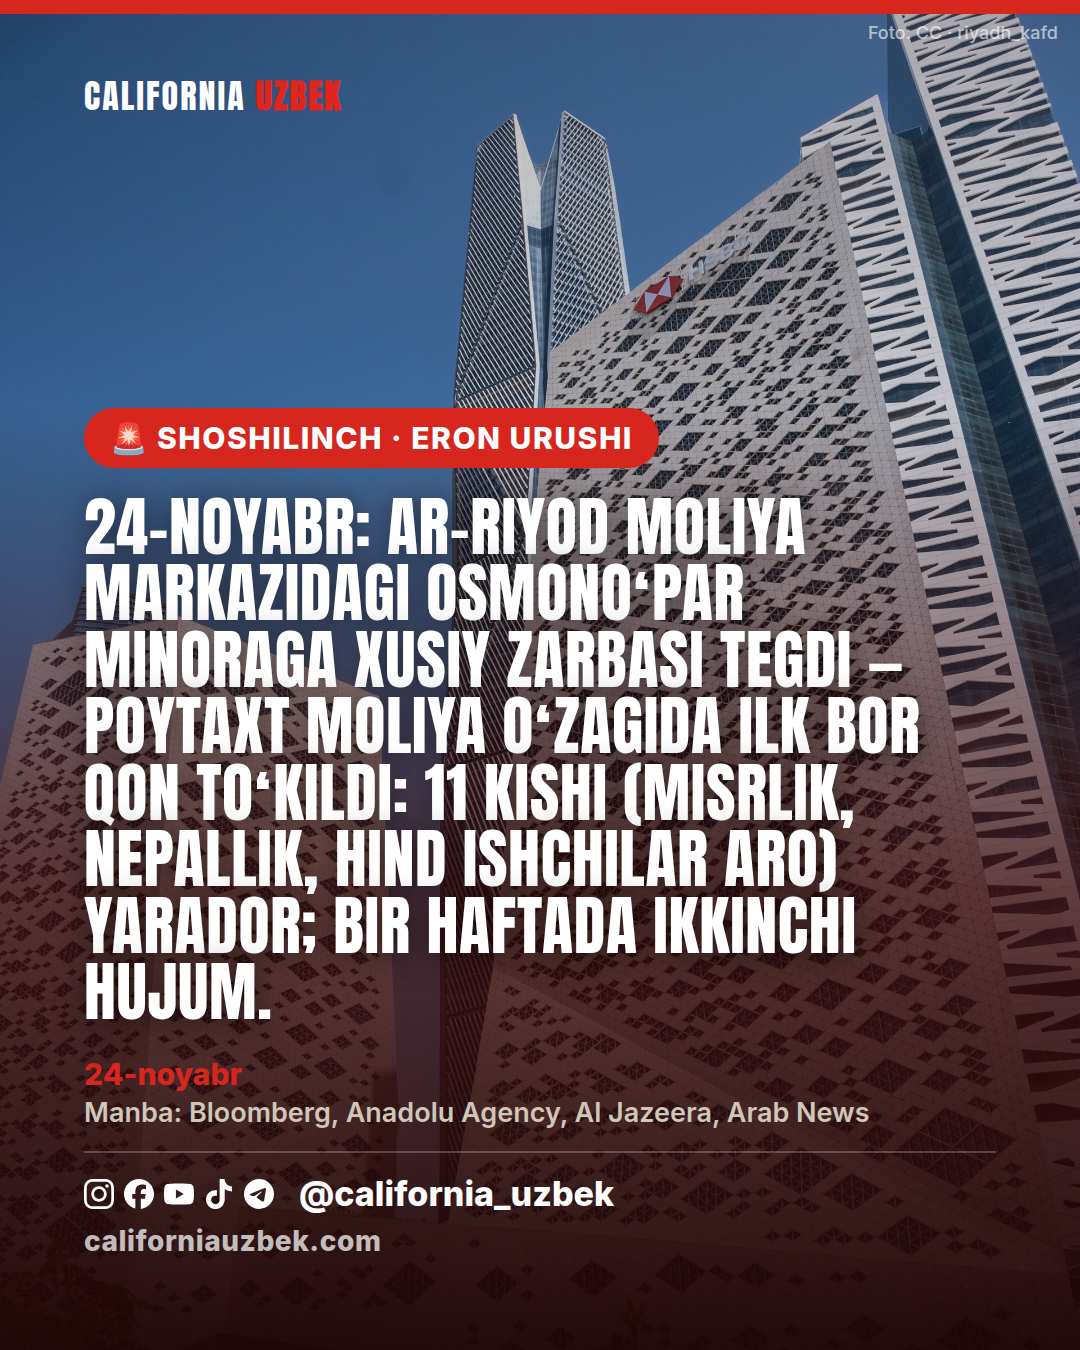 Foto: CC · riyadh_kafd
CALIFORNIA UZBEK
HSBC
🚨 SHOSHILINCH · ERON URUSHI
24-NOYABR: AR-RIYOD MOLIYA
MARKAZIDAGI OSMONO‘PAR
MINORAGA XUSIY ZARBASI TEGDI –
POYTAXT MOLIYA O‘ZAGIDA ILK BOR
QON TO‘KILDI: 11 KISHI (MISRLIK,
NEPALLIK, HIND ISHCHILAR ARO)
YARADOR; BIR HAFTADA IKKINCHI
HUJUM.
24-noyabr
Manba: Bloomberg, Anadolu Agency, Al Jazeera, Arab News
@california_uzbek
californiauzbek.com